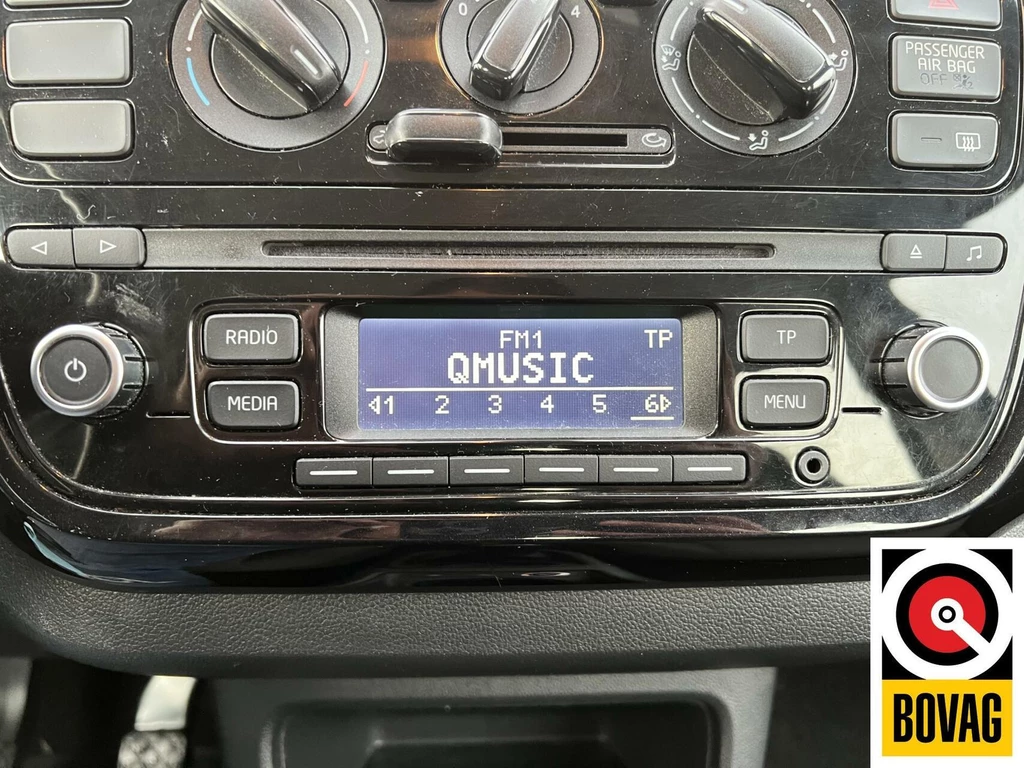 0 4
PASSENGER
AIR BAG
OFF
RADIO
FM1 TP
QMUSIC
1 2 3 4 5 6
TP
MEDIA
MENU
BOVAG